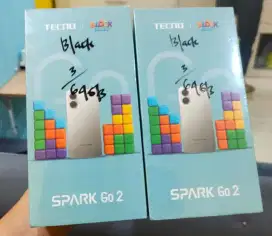 TECNO
Black
3/64GB
SPARK Go 2
TECNO
Black
3/64GB
SPARK Go 2